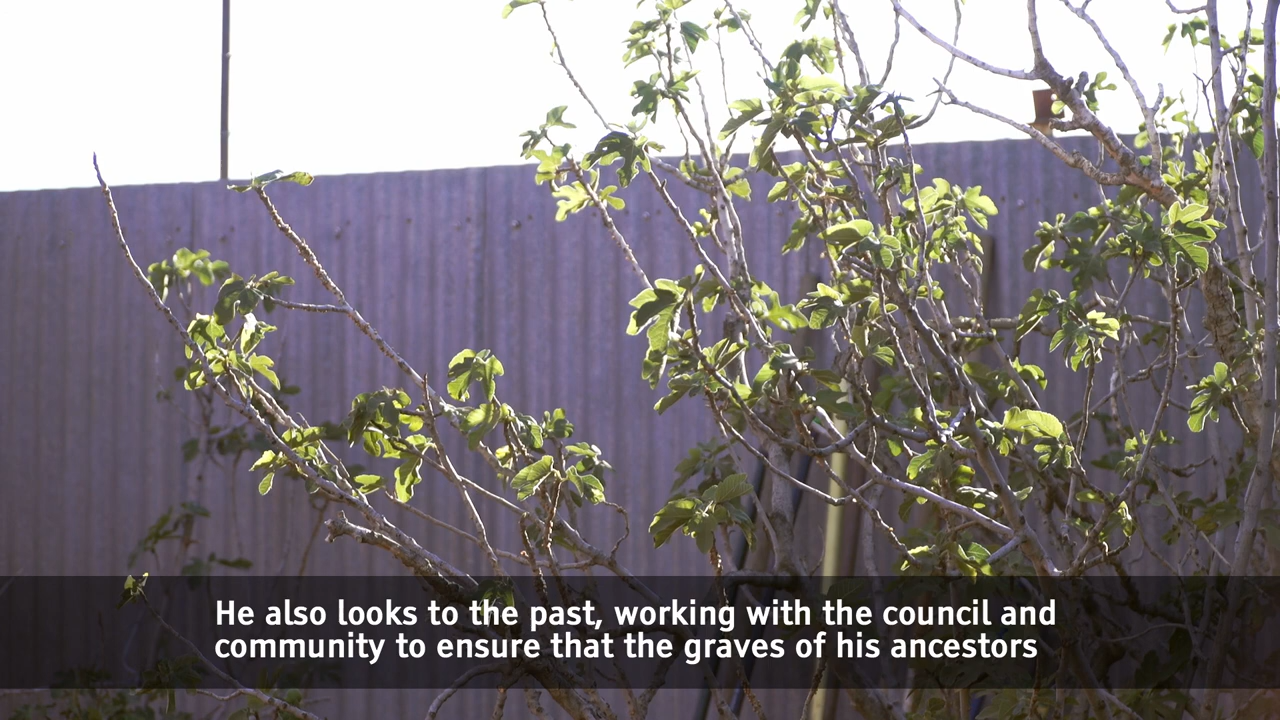 He also looks to the past, working with the council and
community to ensure that the graves of his ancestors